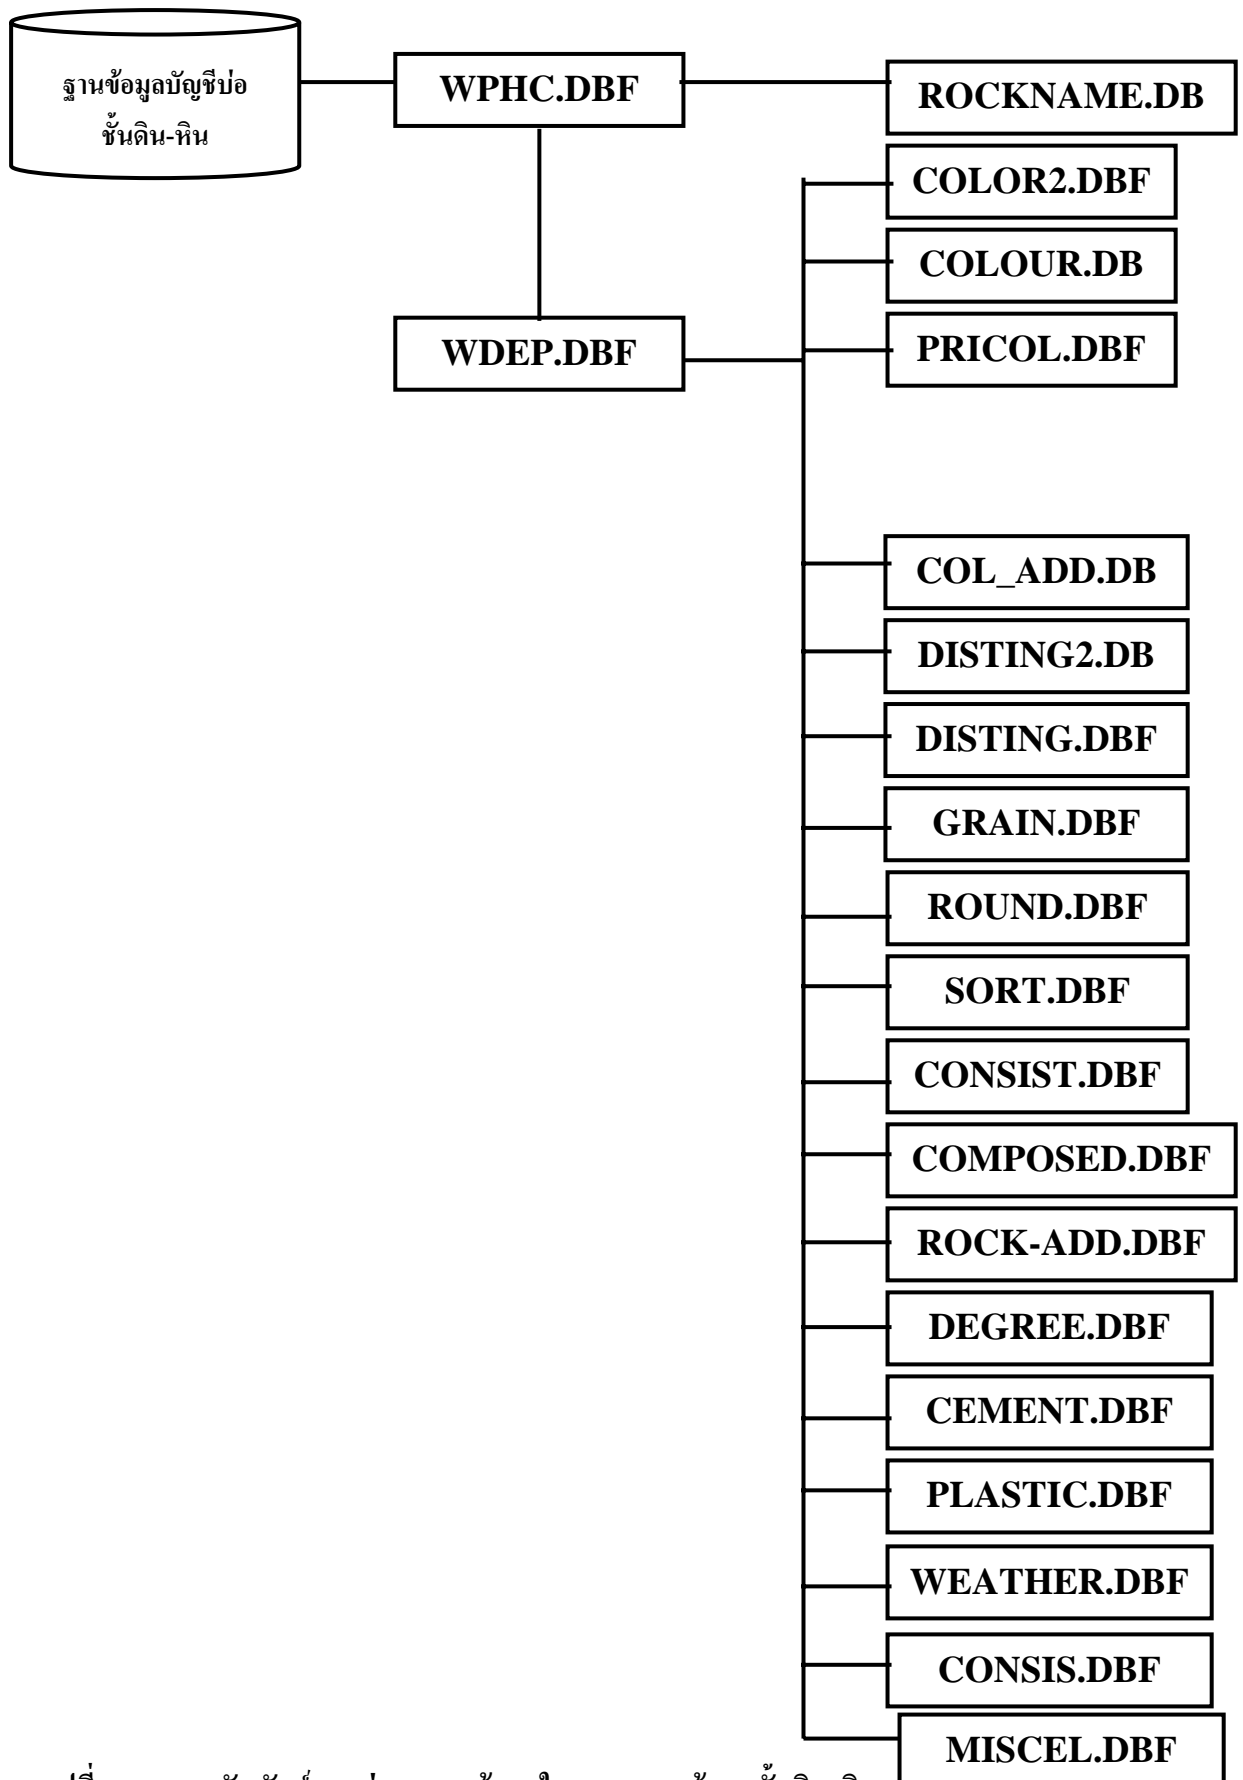 ฐานข้อมูลบัญชีบ่อ
ชั้นดิน-หิน
WPHC.DBF
ROCKNAME.DB
COLOR2.DBF
COLOUR.DB
WDEP.DBF
PRICOL.DBF
COL_ADD.DB
DISTING2.DB
DISTING.DBF
GRAIN.DBF
ROUND.DBF
SORT.DBF
CONSIST.DBF
COMPOSED.DBF
ROCK-ADD.DBF
DEGREE.DBF
CEMENT.DBF
PLASTIC.DBF
WEATHER.DBF
CONSIS.DBF
MISCEL.DBF